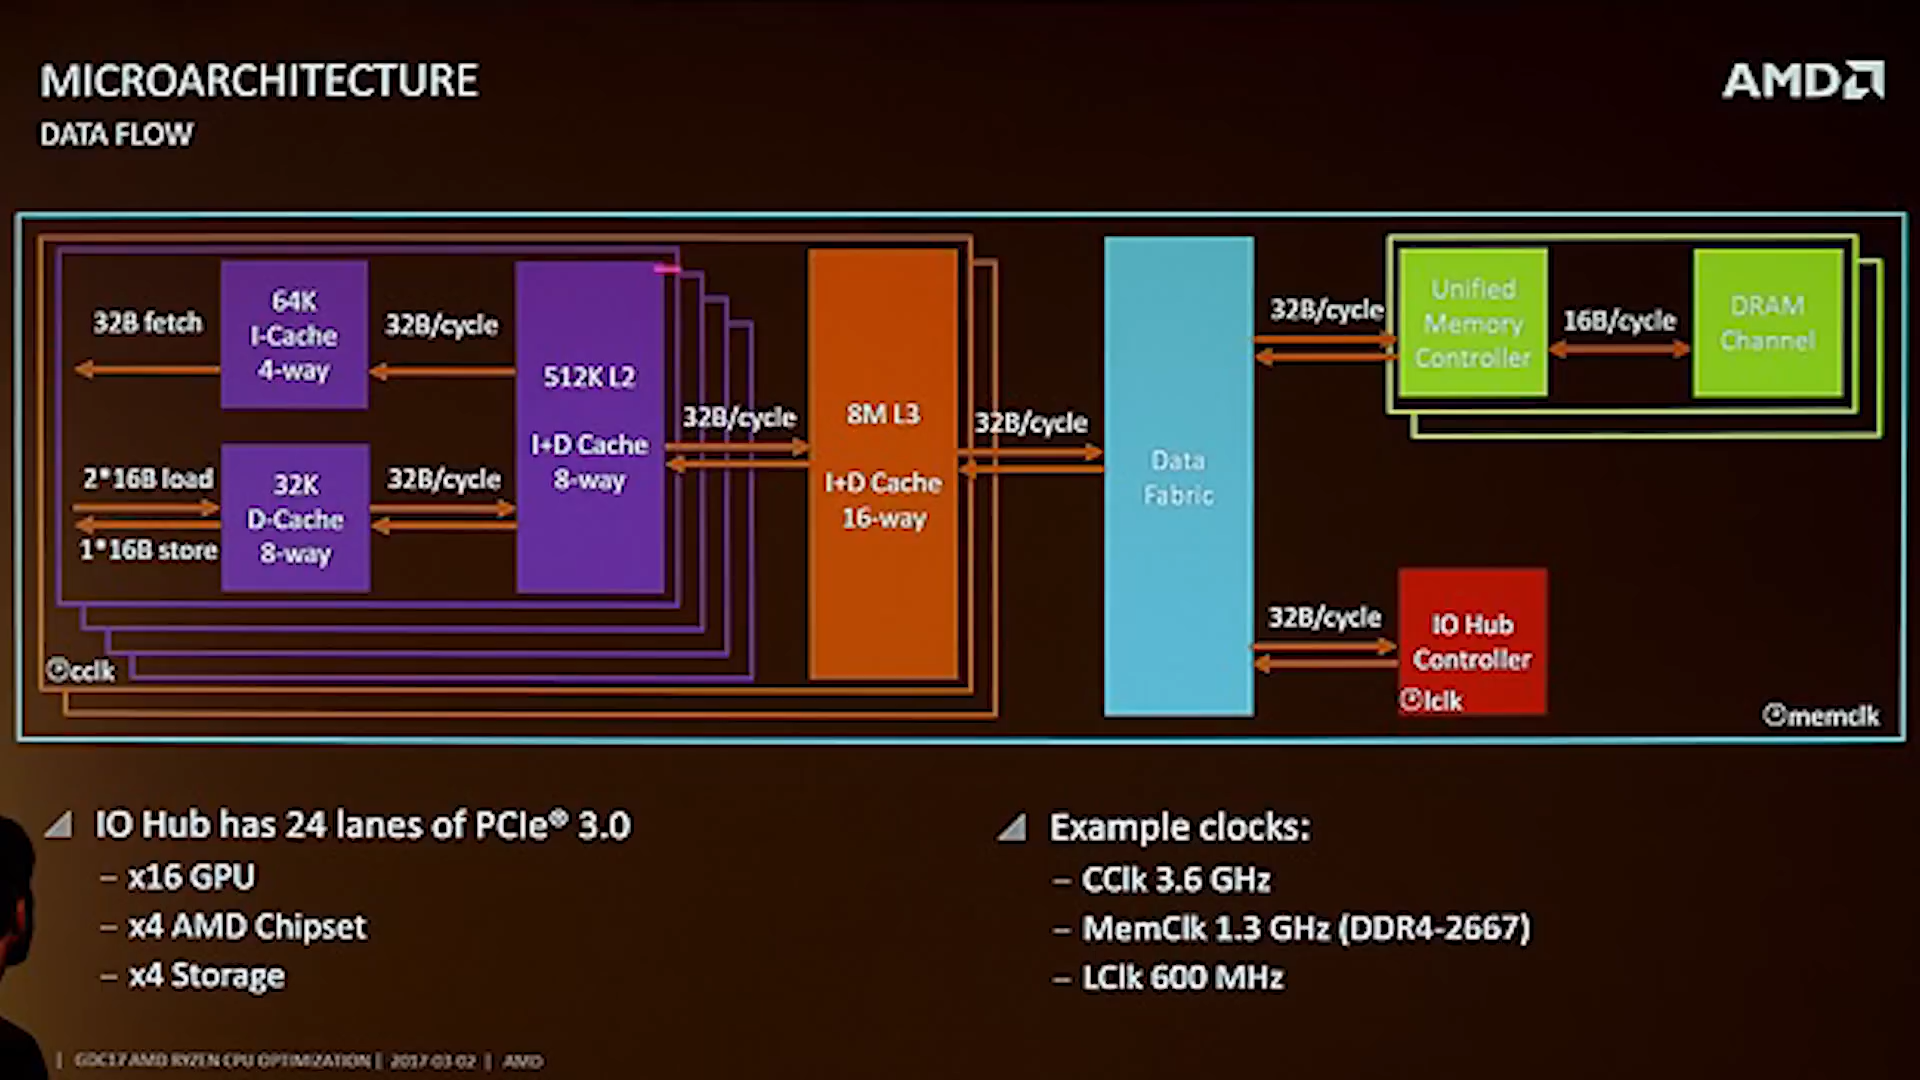 MICROARCHITECTURE
AMD
DATA FLOW
32B fetch
64K
I-Cache
4-way
32B/cycle
2*16B load
1*16B store
32K
D-Cache
8-way
32B/cycle
512K L2
I+D Cache
8-way
32B/cycle
8M L3
I+D Cache
16-way
32B/cycle
Data
Fabric
32B/cycle
Unified
Memory
Controller
16B/cycle
DRAM
Channel
32B/cycle
IO Hub
Controller
lclk
cclk
memclk
IO Hub has 24 lanes of PCIe® 3.0
– x16 GPU
– x4 AMD Chipset
– x4 Storage
Example clocks:
– CClk 3.6 GHz
– MemClk 1.3 GHz (DDR4-2667)
– LClk 600 MHz
| GDC17 AMD RYZEN CPU OPTIMIZATION | 2017-03-02 | AMD